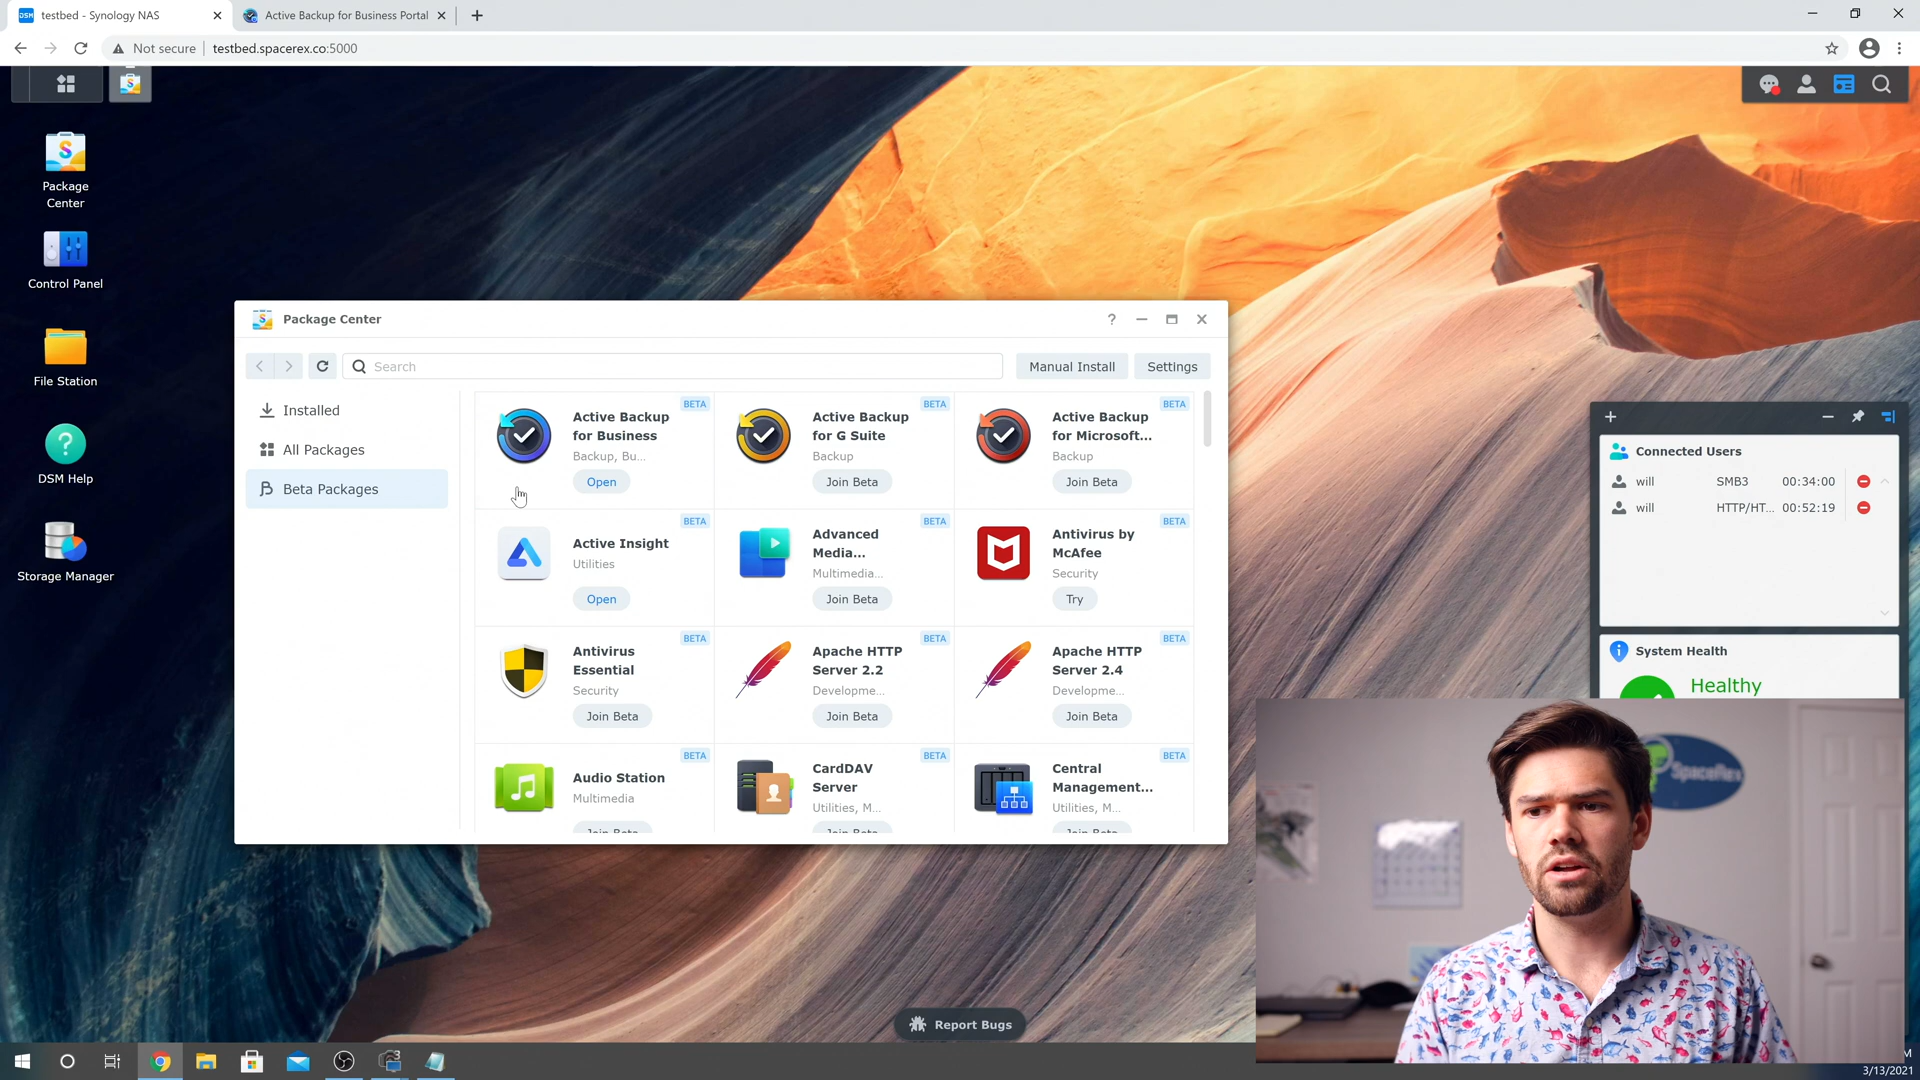 testbed - Synology NAS
Active Backup for Business Portal
Not secure
testbed.spacerex.co:5000
Package
Center
Control Panel
File Station
DSM Help
Storage Manager
Package Center
Search
Manual Install
Settings
Installed
All Packages
Beta Packages
BETA
Active Backup
for Business
Backup, Bu...
Open
BETA
Active Backup
for G Suite
Backup
Join Beta
BETA
Active Backup
for Microsoft...
Backup
Join Beta
BETA
Active Insight
Utilities
Open
BETA
Advanced
Media...
Multimedia...
Join Beta
BETA
Antivirus by
McAfee
Security
Try
BETA
Antivirus
Essential
Security
Join Beta
BETA
Apache HTTP
Server 2.2
Developme...
Join Beta
BETA
Apache HTTP
Server 2.4
Developme...
Join Beta
BETA
Audio Station
Multimedia
Join Beta
BETA
CardDAV
Server
Utilities, M...
Join Beta
BETA
Central
Management...
Utilities, M...
Join Beta
Connected Users
will SMB3 00:34:00
will HTTP/HT... 00:52:19
System Health
Healthy
SpaceRex
Report Bugs
3/13/2021